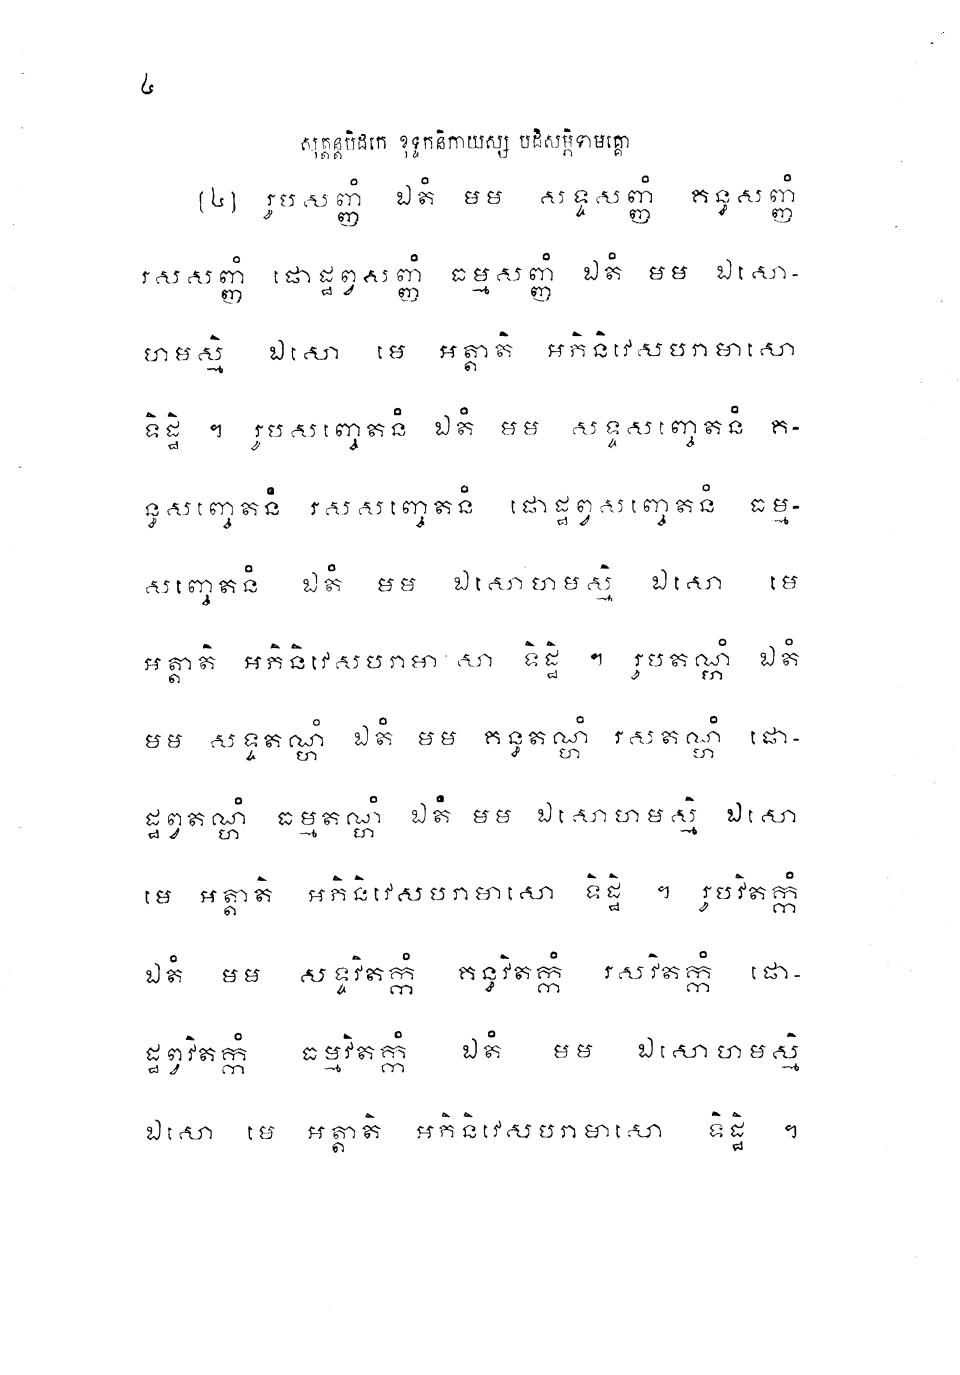 ៤
សុត្តន្តបិដកេ ខុទ្ទកនិកាយស្ស បដិសម្ភិទាមគ្គោ
(៤) រូបសញ្ញំ ឯតំ មម សទ្ទសញ្ញំ គន្ធសញ្ញំ
រសសញ្ញំ ផោដ្ឋព្វសញ្ញំ ធម្មសញ្ញំ ឯតំ មម ឯសោ-
ហមស្មិ ឯសោ មេ អត្តាតិ អភិនិវេសបរាមាសោ
ទិដ្ឋិ ។ រូបសញ្ចេតនំ ឯតំ មម សទ្ទសញ្ចេតនំ គ-
ន្ធសញ្ចេតនំ រសសញ្ចេតនំ ផោដ្ឋព្វសញ្ចេតនំ ធម្ម-
សញ្ចេតនំ ឯតំ មម ឯសោហមស្មិ ឯសោ មេ
អត្តាតិ អភិនិវេសបរាមាសោ ទិដ្ឋិ ។ រូបតណ្ហំ ឯតំ
មម សទ្ទតណ្ហំ ឯតំ មម គន្ធតណ្ហំ រសតណ្ហំ ផោ-
ដ្ឋព្វតណ្ហំ ធម្មតណ្ហំ ឯតំ មម ឯសោហមស្មិ ឯសោ
មេ អត្តាតិ អភិនិវេសបរាមាសោ ទិដ្ឋិ ។ រូបវិតក្កំ
ឯតំ មម សទ្ទវិតក្កំ គន្ធវិតក្កំ រសវិតក្កំ ផោ-
ដ្ឋព្វវិតក្កំ ធម្មវិតក្កំ ឯតំ មម ឯសោហមស្មិ
ឯសោ មេ អត្តាតិ អភិនិវេសបរាមាសោ ទិដ្ឋិ ។